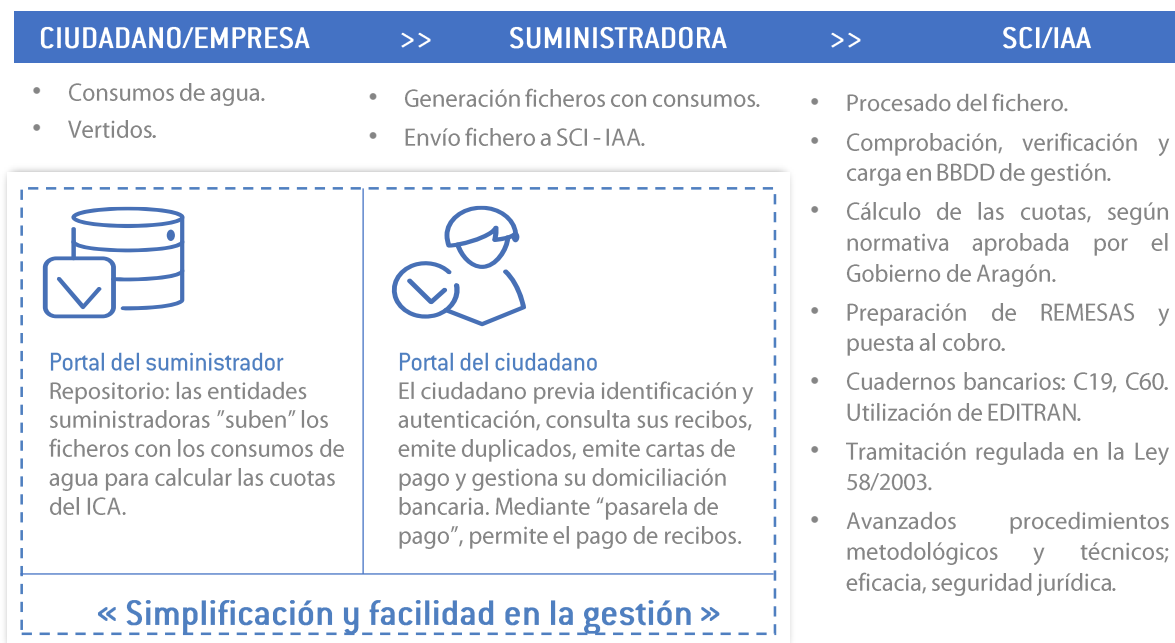 CIUDADANO/EMPRESA >> SUMINISTRADORA >> SCI/IAA
• Consumos de agua.
• Vertidos.
• Generación ficheros con consumos.
• Envío fichero a SCI - IAA.
Portal del suministrador
Repositorio: las entidades
suministradoras ”suben” los
ficheros con los consumos de
agua para calcular las cuotas
del ICA.
Portal del ciudadano
El ciudadano previa identificación y
autenticación, consulta sus recibos,
emite duplicados, emite cartas de
pago y gestiona su domiciliación
bancaria. Mediante “pasarela de
pago”, permite el pago de recibos.
« Simplificación y facilidad en la gestión »
• Procesado del fichero.
• Comprobación, verificación y
carga en BBDD de gestión.
• Cálculo de las cuotas, según
normativa aprobada por el
Gobierno de Aragón.
• Preparación de REMESAS y
puesta al cobro.
• Cuadernos bancarios: C19, C60.
Utilización de EDITRAN.
• Tramitación regulada en la Ley
58/2003.
• Avanzados procedimientos
metodológicos y técnicos;
eficacia, seguridad jurídica.